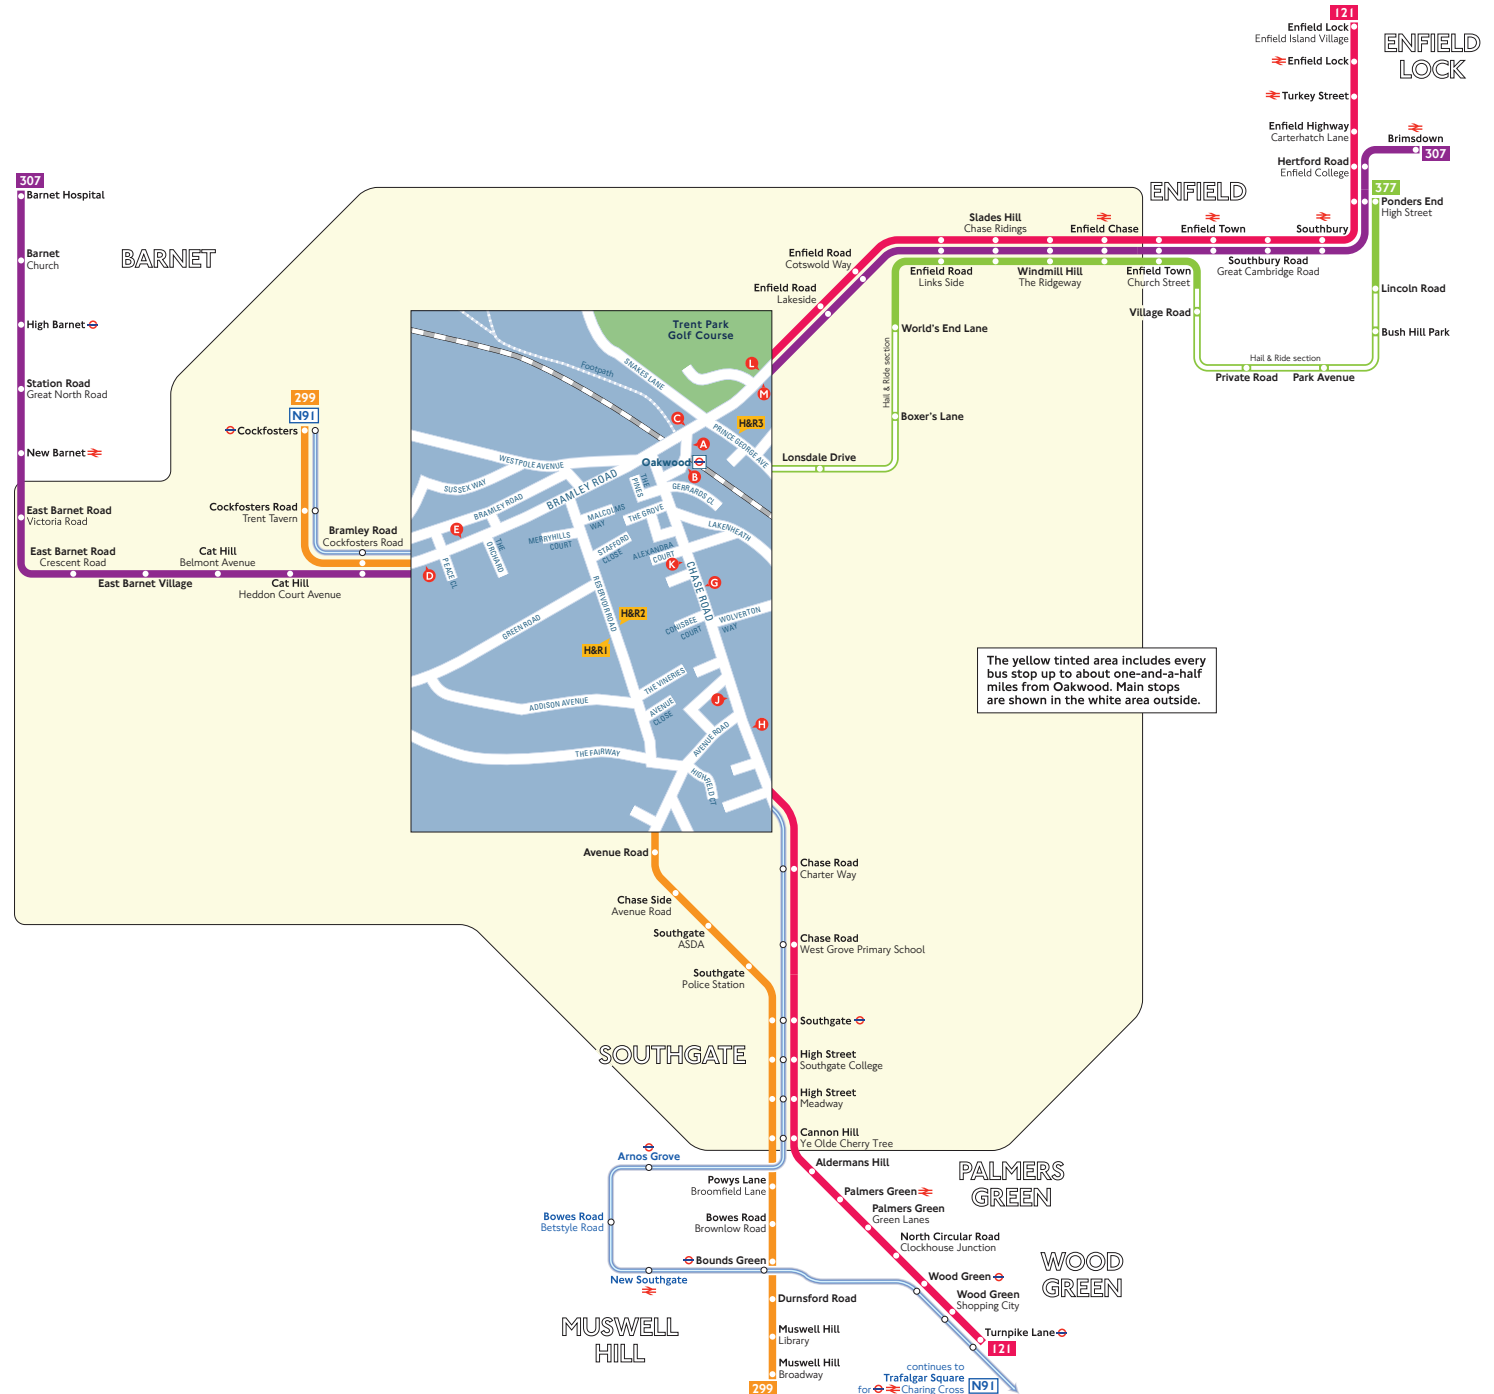 121
Enfield Lock
Enfield Island Village
Enfield Lock
Turkey Street
Enfield Highway
Carterhatch Lane
Hertford Road
Enfield College
ENFIELD
LOCK
Brimsdown
307
377
Ponders End
High Street
Lincoln Road
Bush Hill Park
Hail & Ride section
Private Road
Park Avenue
Village Road
ENFIELD
Slades Hill
Chase Ridings
Enfield Chase
Enfield Town
Southbury
Enfield Road
Cotswold Way
Enfield Road
Lakeside
Enfield Road
Links Side
Windmill Hill
The Ridgeway
Enfield Town
Church Street
Southbury Road
Great Cambridge Road
World's End Lane
Hail & Ride section
Boxer's Lane
Lonsdale Drive
307
Barnet Hospital
Barnet
Church
BARNET
High Barnet
Station Road
Great North Road
New Barnet
East Barnet Road
Victoria Road
East Barnet Road
Crescent Road
East Barnet Village
Cat Hill
Belmont Avenue
Cat Hill
Heddon Court Avenue
299
N91
Cockfosters
Cockfosters Road
Trent Tavern
Bramley Road
Cockfosters Road
Trent Park
Golf Course
SNAKES LANE
Footpath
L
M
C
A
B
H&R3
PRINCE GEORGE AVE
Oakwood
WESTPOLE AVENUE
SUSSEX WAY
BRAMLEY ROAD
BRAMLEY ROAD
THE
PINES
GERRARDS CL
MALCOLMS
WAY
THE GROVE
LAKENHEATH
MERRYHILLS
COURT
STAFFORD
CLOSE
ALEXANDRA
COURT
THE
ORCHARD
PEACE CL
E
D
K
G
CHASE ROAD
RESERVOIR ROAD
GREEN ROAD
H&R2
H&R1
CONISBEE
COURT
WOLVERTON
WAY
THE VINERIES
AVENUE
CLOSE
ADDISON AVENUE
J
H
AVENUE ROAD
THE FAIRWAY
HIGHFIELD CT
The yellow tinted area includes every
bus stop up to about one-and-a-half
miles from Oakwood. Main stops
are shown in the white area outside.
Avenue Road
Chase Side
Avenue Road
Southgate
ASDA
Southgate
Police Station
Chase Road
Charter Way
Chase Road
West Grove Primary School
Southgate
High Street
Southgate College
High Street
Meadway
Cannon Hill
Ye Olde Cherry Tree
SOUTHGATE
Arnos Grove
Bowes Road
Betstyle Road
New Southgate
Powys Lane
Broomfield Lane
Bowes Road
Brownlow Road
Bounds Green
Durnsford Road
Muswell Hill
Library
Muswell Hill
Broadway
299
MUSWELL
HILL
Aldermans Hill
Palmers Green
Palmers Green
Green Lanes
North Circular Road
Clockhouse Junction
Wood Green
Wood Green
Shopping City
Turnpike Lane
121
PALMERS
GREEN
WOOD
GREEN
continues to
Trafalgar Square
for Charing Cross
N91